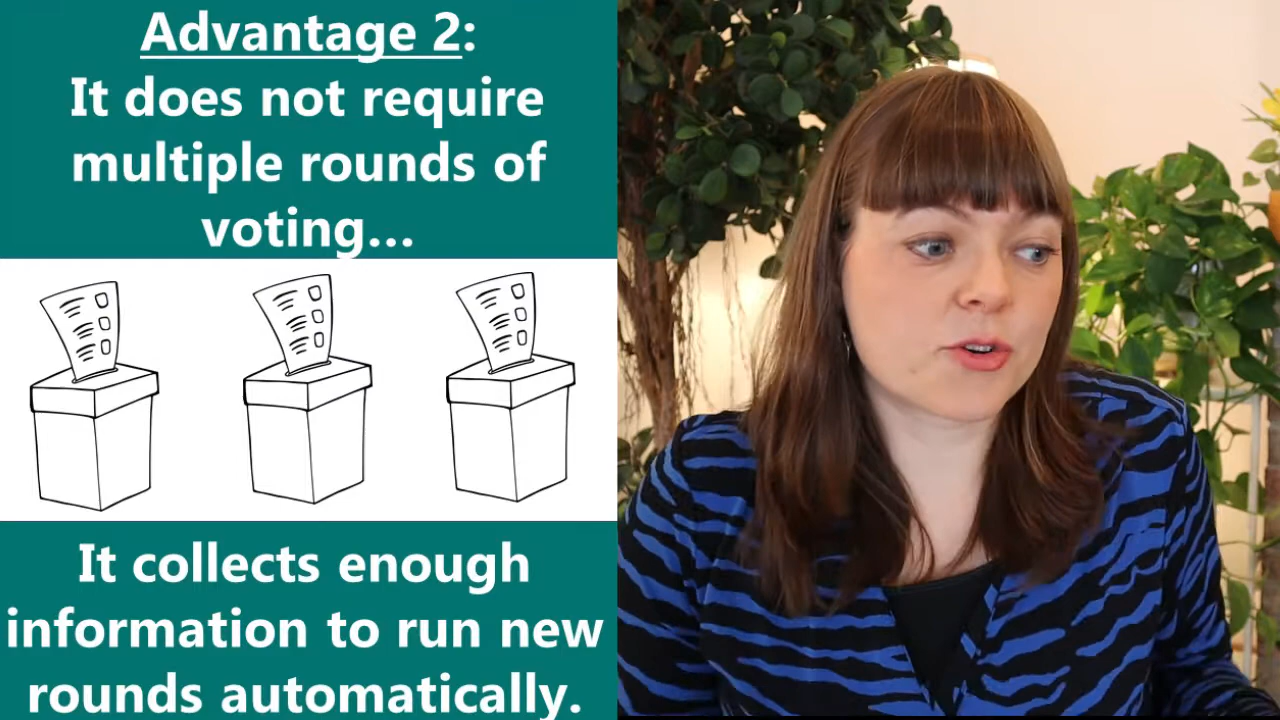 Advantage 2:
It does not require
multiple rounds of
voting...
It collects enough
information to run new
rounds automatically.